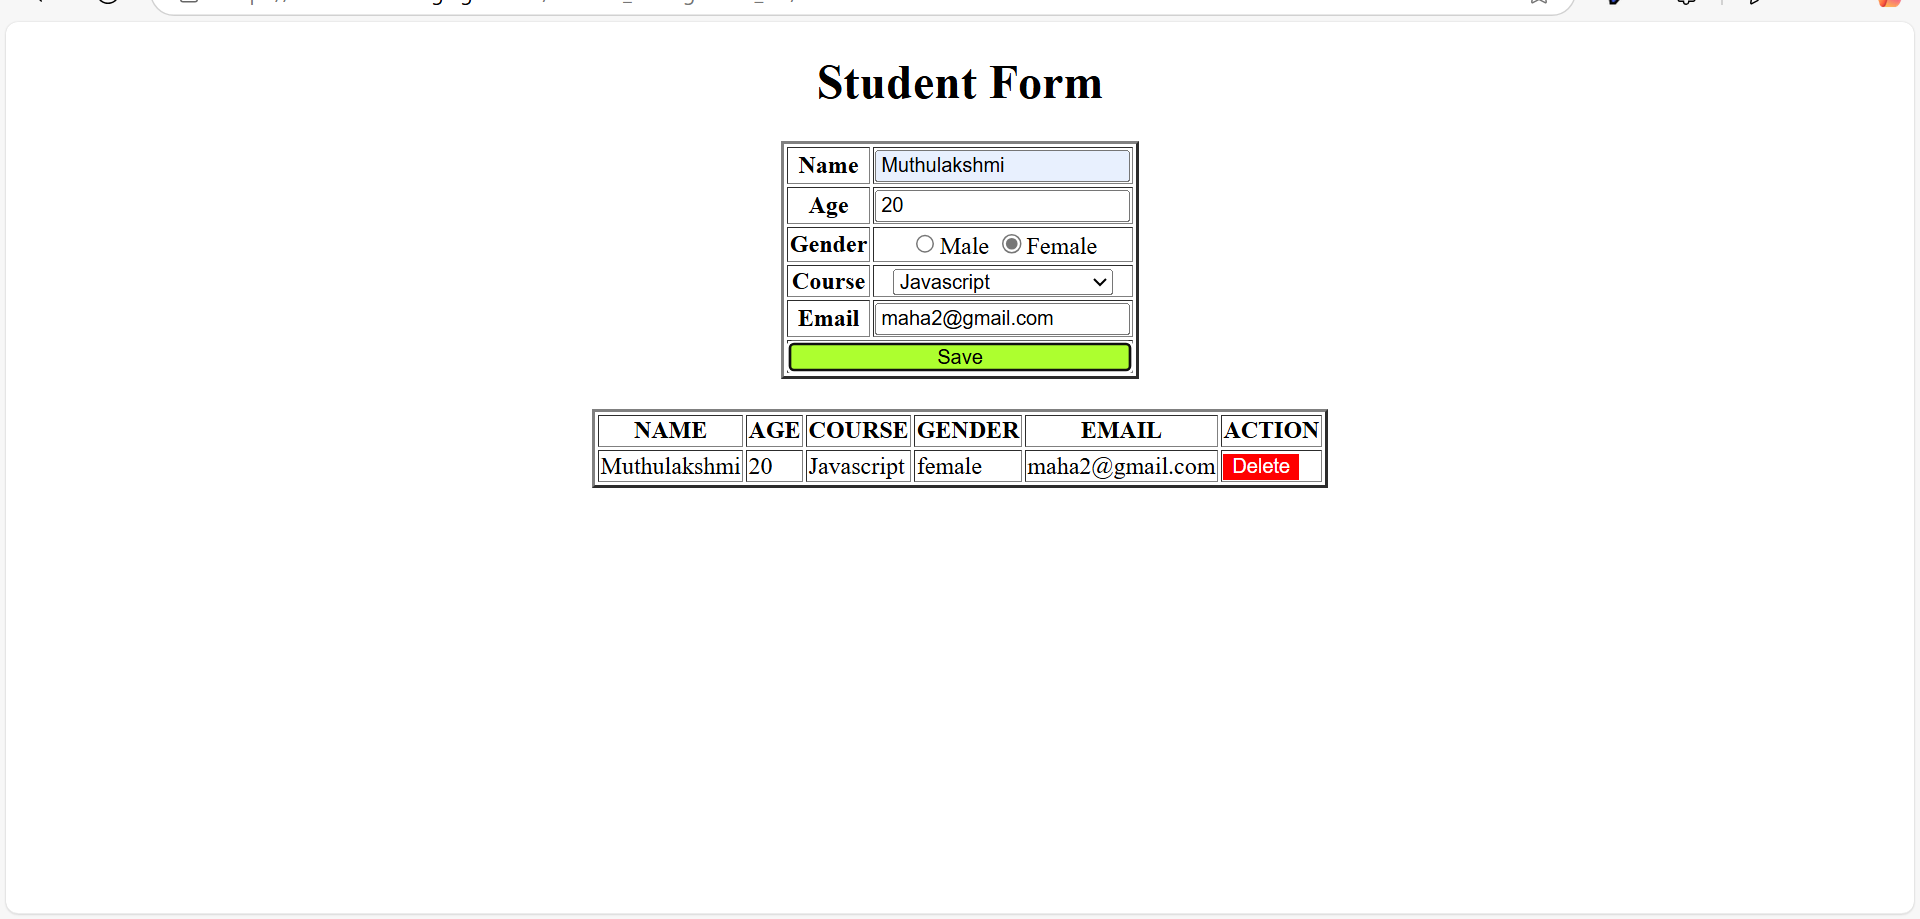 Student Form
Name Muthulakshmi
Age 20
Gender Male Female
Course Javascript
Email maha2@gmail.com
Save
NAME AGE COURSE GENDER EMAIL ACTION
Muthulakshmi 20 Javascript female maha2@gmail.com Delete